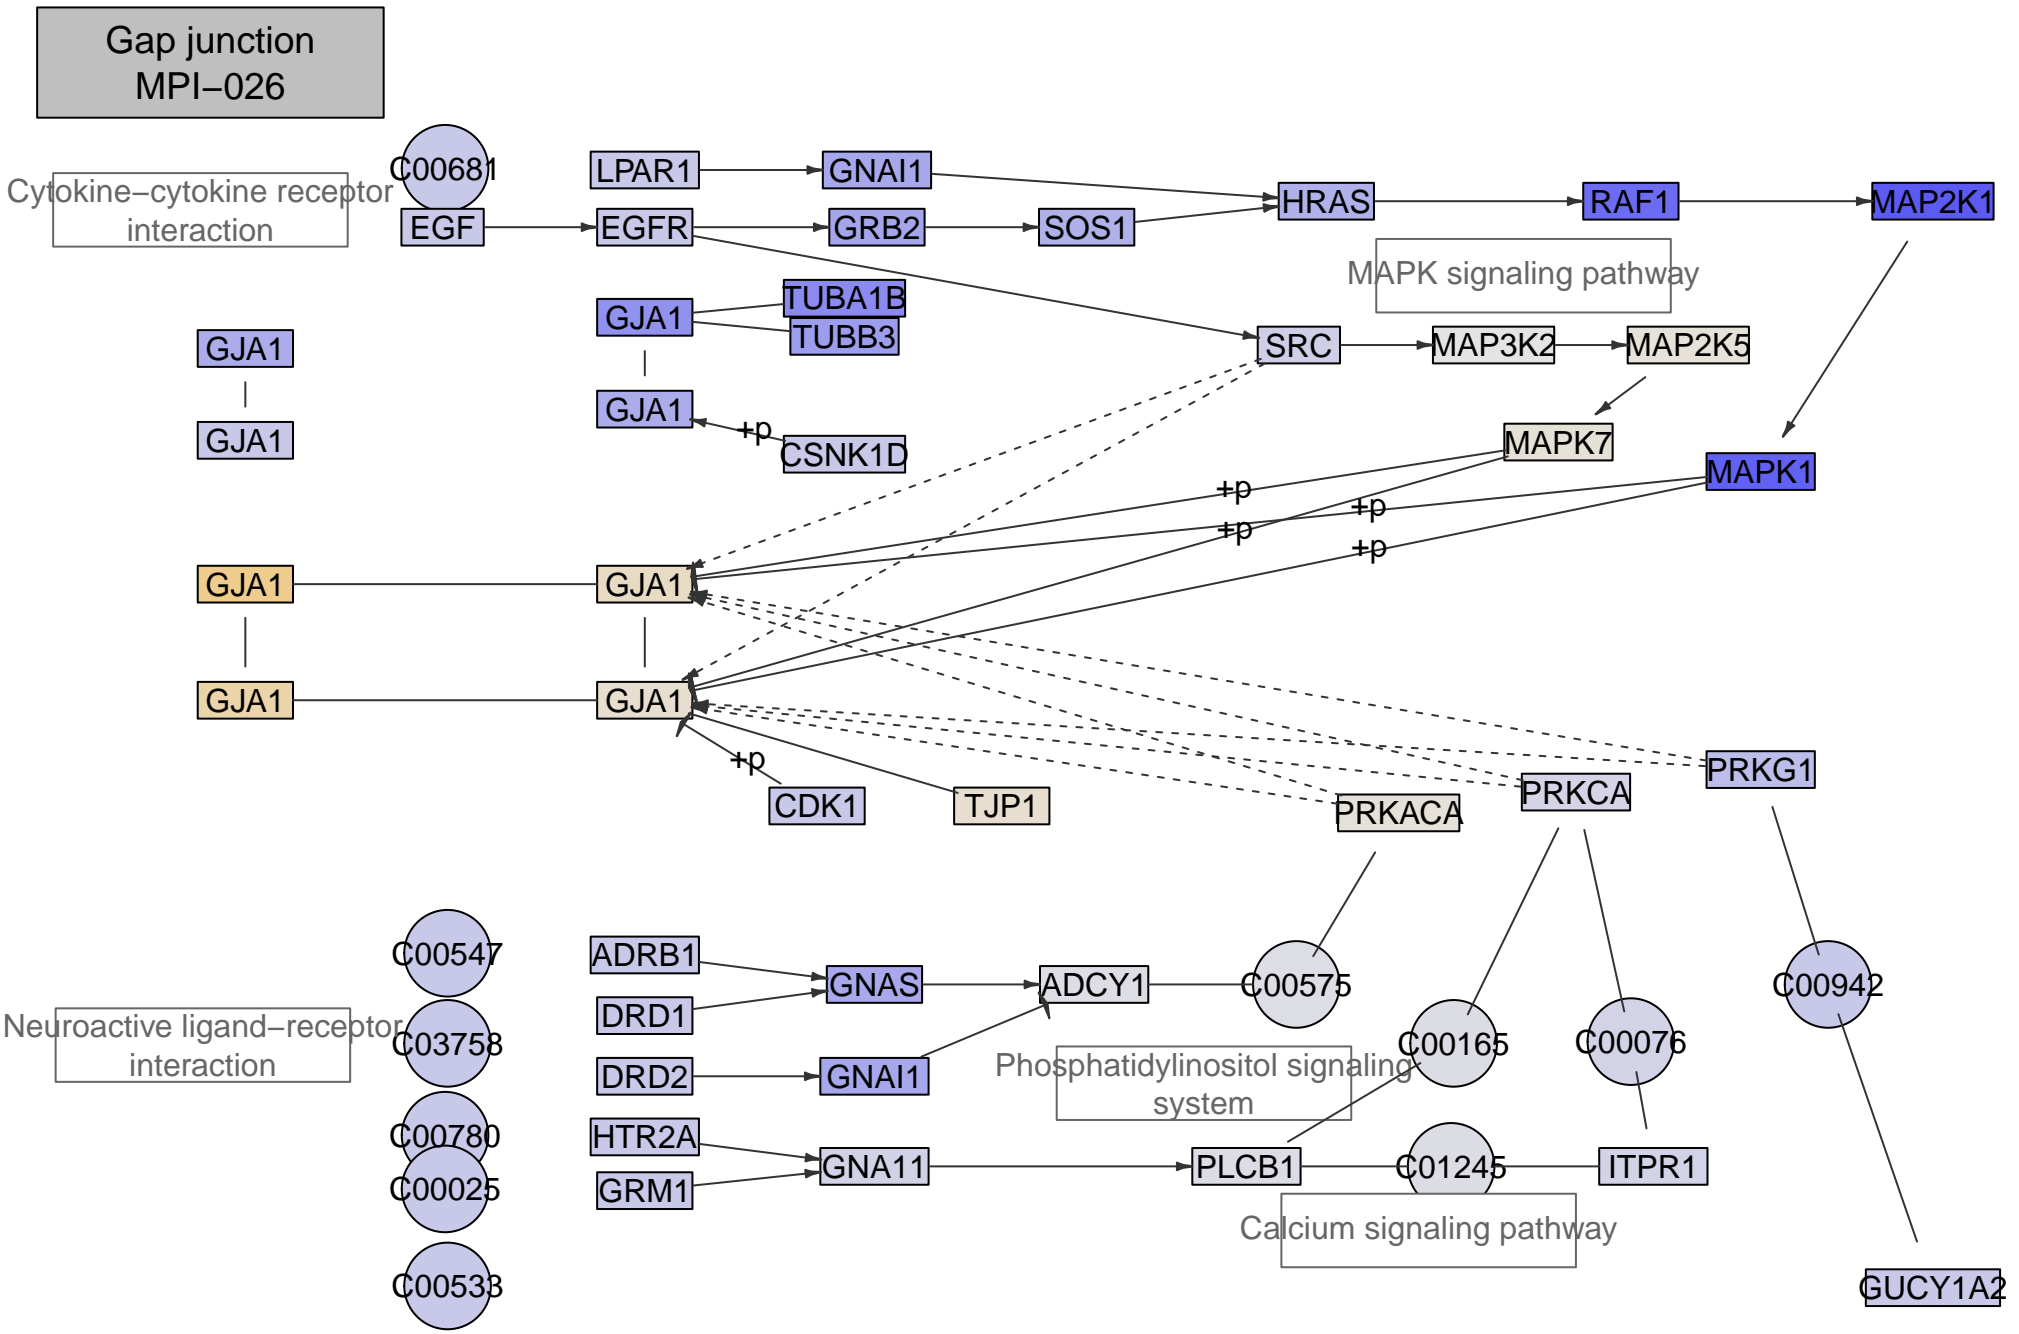 Gap junction
MPI−026
C00681
Cytokine−cytokine receptor
interaction
EGF
LPAR1
GNAI1
EGFR
GRB2
SOS1
HRAS
RAF1
MAP2K1
MAPK signaling pathway
GJA1
TUBA1B
TUBB3
GJA1
SRC
MAP3K2
MAP2K5
GJA1
GJA1
+p
CSNK1D
MAPK7
MAPK1
+p
+p
+p
+p
GJA1
GJA1
GJA1
GJA1
+p
CDK1
TJP1
PRKACA
PRKCA
PRKG1
C00547
ADRB1
GNAS
ADCY1
C00575
C00942
DRD1
Neuroactive ligand−receptor
interaction
C03758
DRD2
GNAI1
Phosphatidylinositol signaling
system
C00165
C00076
C00780
HTR2A
GNA11
PLCB1
C01245
ITPR1
C00025
GRM1
Calcium signaling pathway
C00533
GUCY1A2